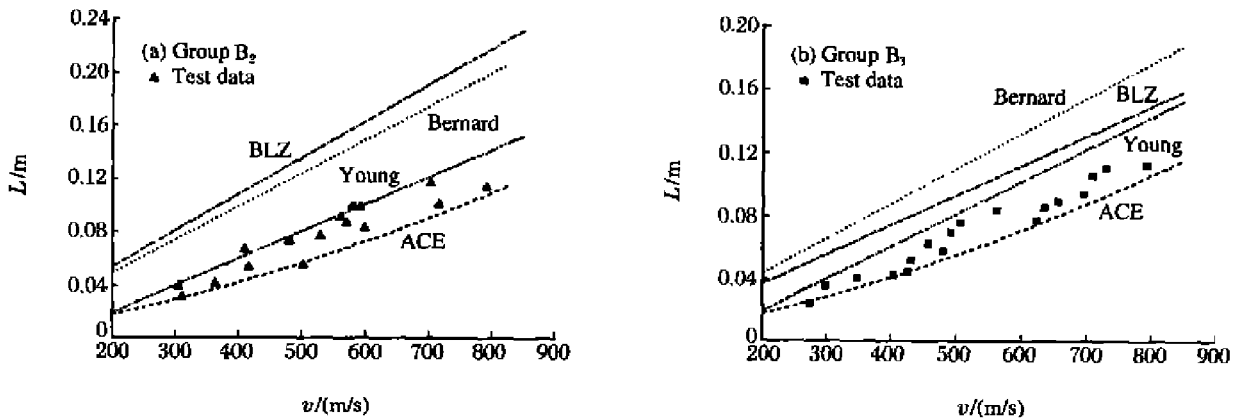 0.24
0.20
0.16
0.12
0.08
0.04
0
L/m
(a) Group B₂
▲ Test data
BLZ
Bernard
Young
ACE
200 300 400 500 600 700 800 900
v/(m/s)
0.20
0.16
0.12
0.08
0.04
0
L/m
(b) Group B₃
■ Test data
Bernard
BLZ
Young
ACE
200 300 400 500 600 700 800 900
v/(m/s)